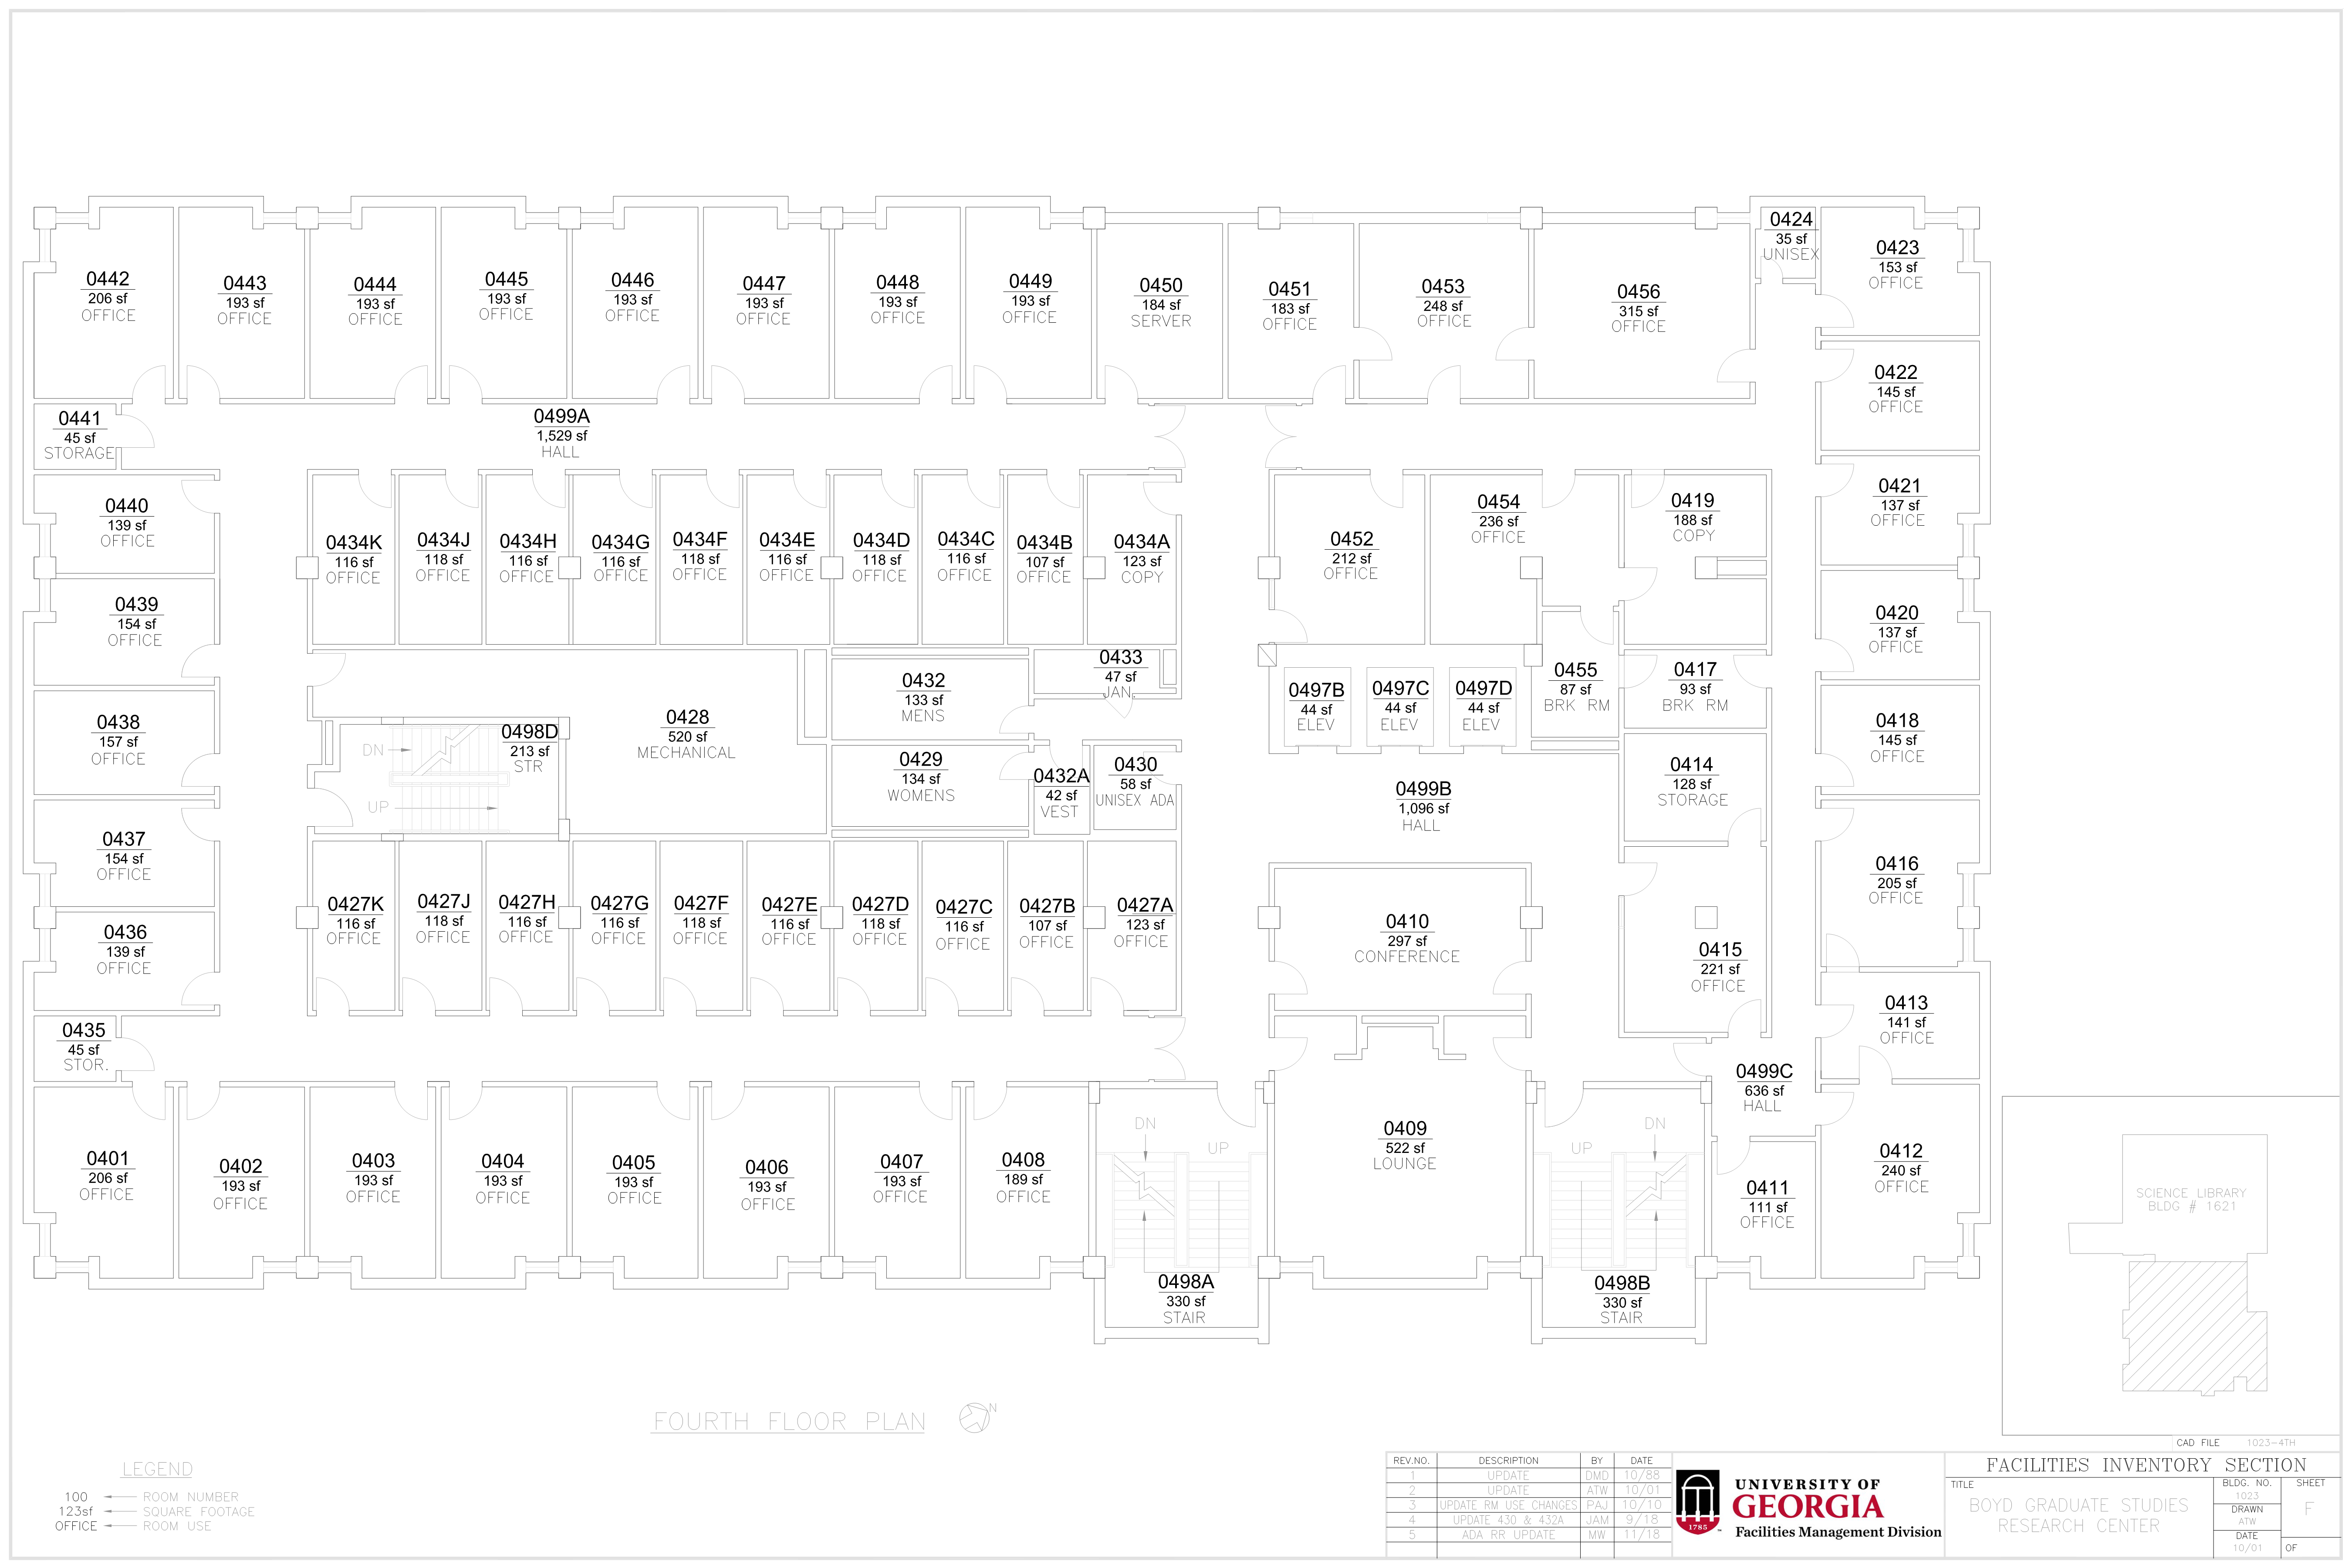 0442
206 sf
OFFICE
0443
193 sf
OFFICE
0444
193 sf
OFFICE
0445
193 sf
OFFICE
0446
193 sf
OFFICE
0447
193 sf
OFFICE
0448
193 sf
OFFICE
0449
193 sf
OFFICE
0450
184 sf
SERVER
0451
183 sf
OFFICE
0453
248 sf
OFFICE
0456
315 sf
OFFICE
0424
35 sf
UNISEX
0423
153 sf
OFFICE
0422
145 sf
OFFICE
0441
45 sf
STORAGE
0499A
1,529 sf
HALL
0440
139 sf
OFFICE
0434K
116 sf
OFFICE
0434J
118 sf
OFFICE
0434H
116 sf
OFFICE
0434G
116 sf
OFFICE
0434F
118 sf
OFFICE
0434E
116 sf
OFFICE
0434D
118 sf
OFFICE
0434C
116 sf
OFFICE
0434B
107 sf
OFFICE
0434A
123 sf
COPY
0452
212 sf
OFFICE
0454
236 sf
OFFICE
0419
188 sf
COPY
0421
137 sf
OFFICE
0439
154 sf
OFFICE
0420
137 sf
OFFICE
0438
157 sf
OFFICE
DN
UP
0498D
213 sf
STR
0428
520 sf
MECHANICAL
0432
133 sf
MENS
0433
47 sf
JAN
0429
134 sf
WOMENS
0432A
42 sf
VEST
0430
58 sf
UNISEX ADA
0497B
44 sf
ELEV
0497C
44 sf
ELEV
0497D
44 sf
ELEV
0455
87 sf
BRK RM
0417
93 sf
BRK RM
0418
145 sf
OFFICE
0499B
1,096 sf
HALL
0414
128 sf
STORAGE
0437
154 sf
OFFICE
0416
205 sf
OFFICE
0436
139 sf
OFFICE
0427K
116 sf
OFFICE
0427J
118 sf
OFFICE
0427H
116 sf
OFFICE
0427G
116 sf
OFFICE
0427F
118 sf
OFFICE
0427E
116 sf
OFFICE
0427D
118 sf
OFFICE
0427C
116 sf
OFFICE
0427B
107 sf
OFFICE
0427A
123 sf
OFFICE
0410
297 sf
CONFERENCE
0415
221 sf
OFFICE
0413
141 sf
OFFICE
0435
45 sf
STOR.
0499C
636 sf
HALL
0401
206 sf
OFFICE
0402
193 sf
OFFICE
0403
193 sf
OFFICE
0404
193 sf
OFFICE
0405
193 sf
OFFICE
0406
193 sf
OFFICE
0407
193 sf
OFFICE
0408
189 sf
OFFICE
DN
UP
0498A
330 sf
STAIR
0409
522 sf
LOUNGE
UP
DN
0498B
330 sf
STAIR
0411
111 sf
OFFICE
0412
240 sf
OFFICE
SCIENCE LIBRARY
BLDG # 1621
FOURTH FLOOR PLAN
N
LEGEND
100 ROOM NUMBER
123sf SQUARE FOOTAGE
OFFICE ROOM USE
CAD FILE 1023-4TH
REV.NO. DESCRIPTION BY DATE
1 UPDATE DMD 10/88
2 UPDATE ATW 10/01
3 UPDATE RM USE CHANGES PAJ 10/10
4 UPDATE 430 & 432A JAM 9/18
5 ADA RR UPDATE MW 11/18
1785
UNIVERSITY OF
GEORGIA
Facilities Management Division
FACILITIES INVENTORY SECTION
TITLE
BOYD GRADUATE STUDIES
RESEARCH CENTER
BLDG. NO.
1023
DRAWN
ATW
DATE
10/01
SHEET
F
OF